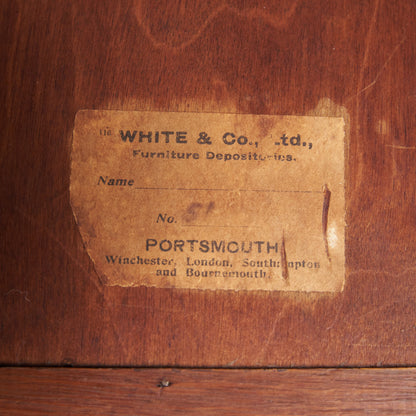 WHITE & Co., Ltd.,
Furniture Depositories.
Name
No.
PORTSMOUTH
Winchester, London, Southampton
and Bournemouth.